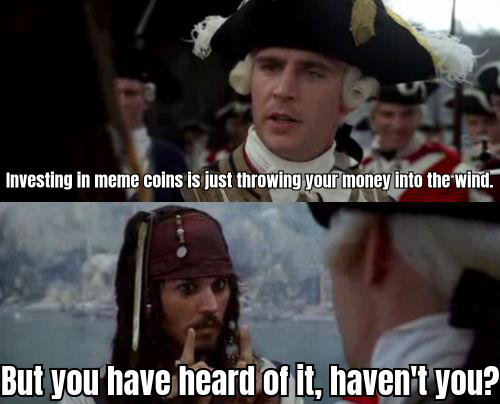 Investing in meme coins is just throwing your money into the wind.
But you have heard of it, haven't you?